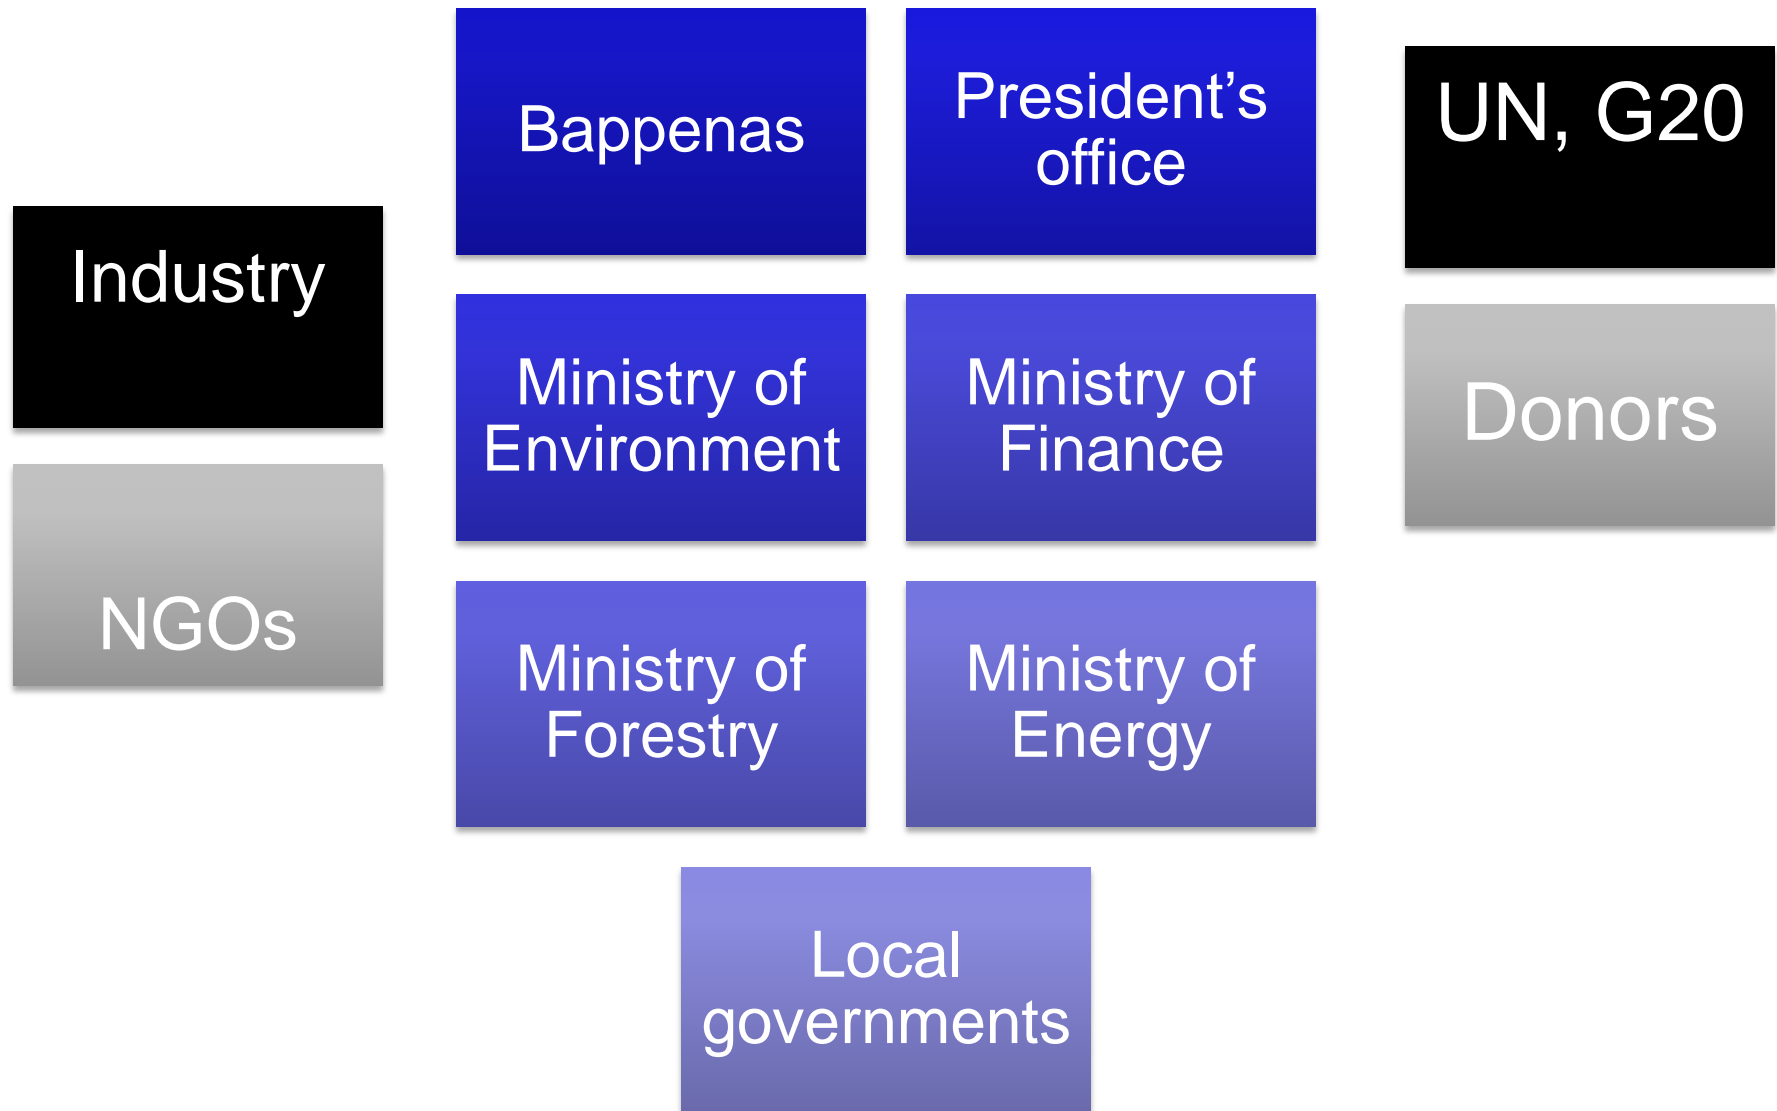 Industry
NGOs
Bappenas
President’s
office
Ministry of
Environment
Ministry of
Finance
Ministry of
Forestry
Ministry of
Energy
Local
governments
UN, G20
Donors